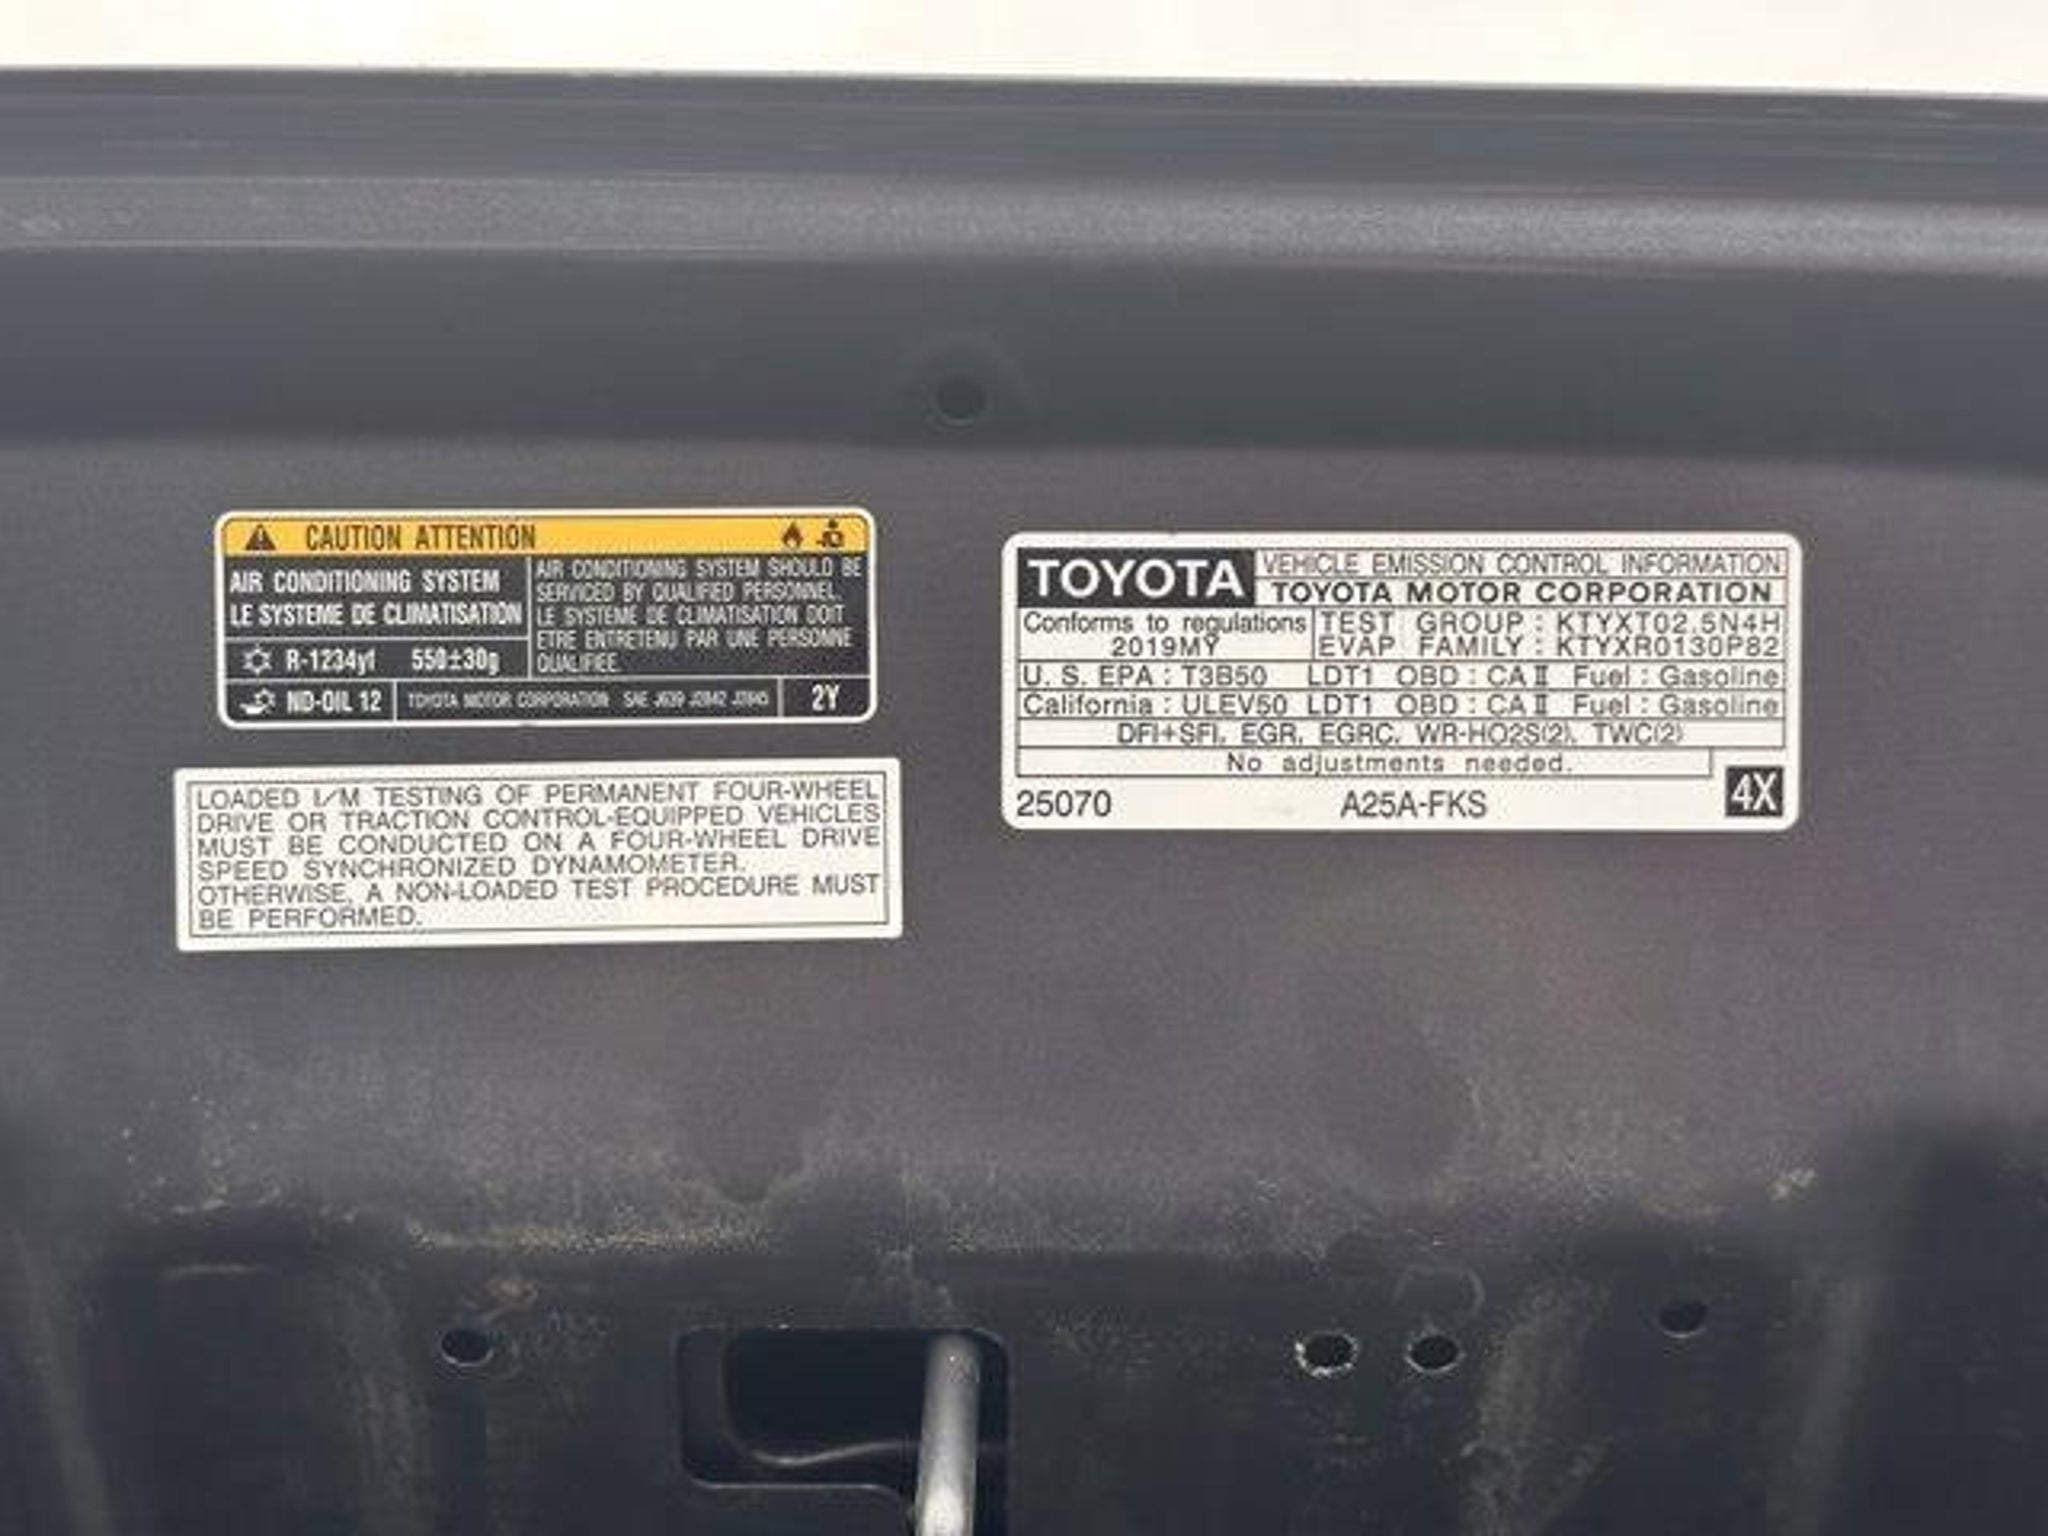 CAUTION ATTENTION
AIR CONDITIONING SYSTEM
LE SYSTEME DE CLIMATISATION
R-1234yf 550±30g
ND-OIL 12
AIR CONDITIONING SYSTEM SHOULD BE
SERVICED BY QUALIFIED PERSONNEL.
LE SYSTEME DE CLIMATISATION DOIT
ETRE ENTRETENU PAR UNE PERSONNE
QUALIFIEE.
TOYOTA MOTOR CORPORATION SAE J639 J2842 J2845
2Y
LOADED I/M TESTING OF PERMANENT FOUR-WHEEL
DRIVE OR TRACTION CONTROL-EQUIPPED VEHICLES
MUST BE CONDUCTED ON A FOUR-WHEEL DRIVE
SPEED SYNCHRONIZED DYNAMOMETER.
OTHERWISE, A NON-LOADED TEST PROCEDURE MUST
BE PERFORMED.
TOYOTA
VEHICLE EMISSION CONTROL INFORMATION
TOYOTA MOTOR CORPORATION
Conforms to regulations
2019MY
TEST GROUP : KTYXT02.5N4H
EVAP FAMILY : KTYXR0130P82
U.S. EPA : T3B50 LDT1 OBD : CAⅡ Fuel : Gasoline
California : ULEV50 LDT1 OBD : CAⅡ Fuel : Gasoline
DFI+SFI, EGR, EGRC, WR-HO2S(2), TWC(2)
No adjustments needed.
25070 A25A-FKS 4X